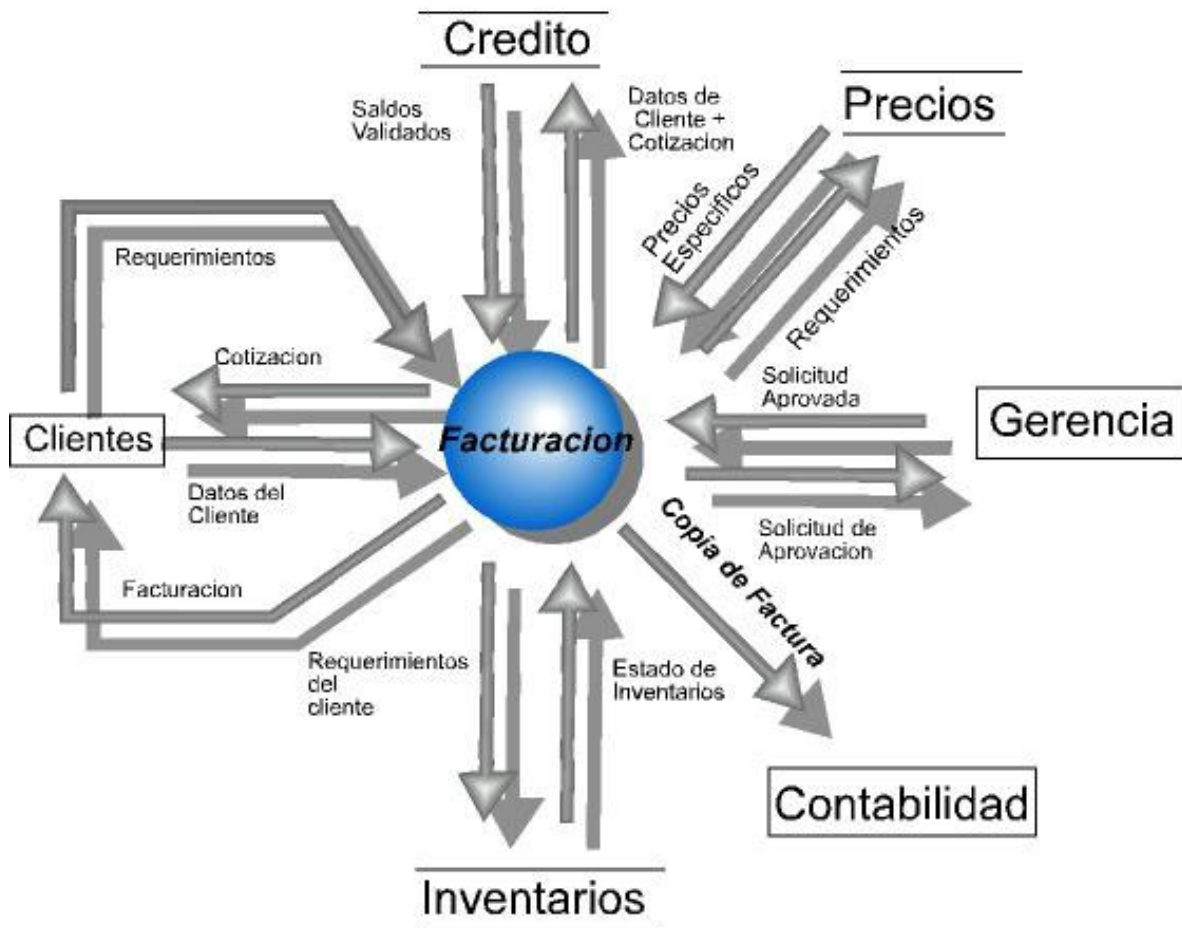 Credito
Precios
Saldos
Validados
Datos de
Cliente +
Cotizacion
Precios
Especificos
Requerimientos
Requerimientos
Cotizacion
Solicitud
Aprovada
Clientes
Facturacion
Gerencia
Datos del
Cliente
Solicitud de
Aprovacion
Copia de Factura
Facturacion
Requerimientos
del
cliente
Estado de
Inventarios
Contabilidad
Inventarios